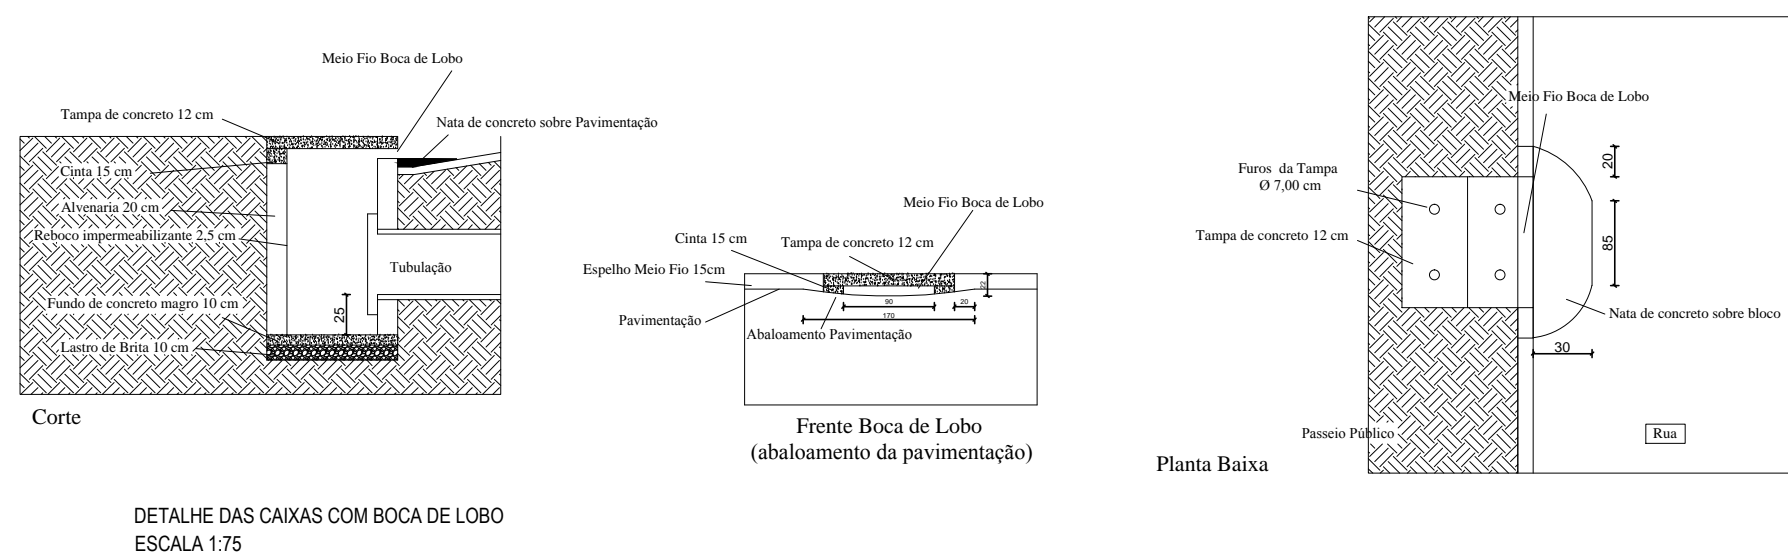 Meio Fio Boca de Lobo
Tampa de concreto 12 cm
Nata de concreto sobre Pavimentação
Cinta 15 cm
Alvenaria 20 cm
Reboco impermeabilizante 2,5 cm
Tubulação
Fundo de concreto magro 10 cm
25
Lastro de Brita 10 cm
Corte
Meio Fio Boca de Lobo
Cinta 15 cm
Tampa de concreto 12 cm
Espelho Meio Fio 15cm
22
90
20
170
Pavimentação
Abaloamento Pavimentação
Frente Boca de Lobo
(abaloamento da pavimentação)
Meio Fio Boca de Lobo
Furos da Tampa
Ø 7,00 cm
20
Tampa de concreto 12 cm
85
Nata de concreto sobre bloco
30
Passeio Público
Rua
Planta Baixa
DETALHE DAS CAIXAS COM BOCA DE LOBO
ESCALA 1:75